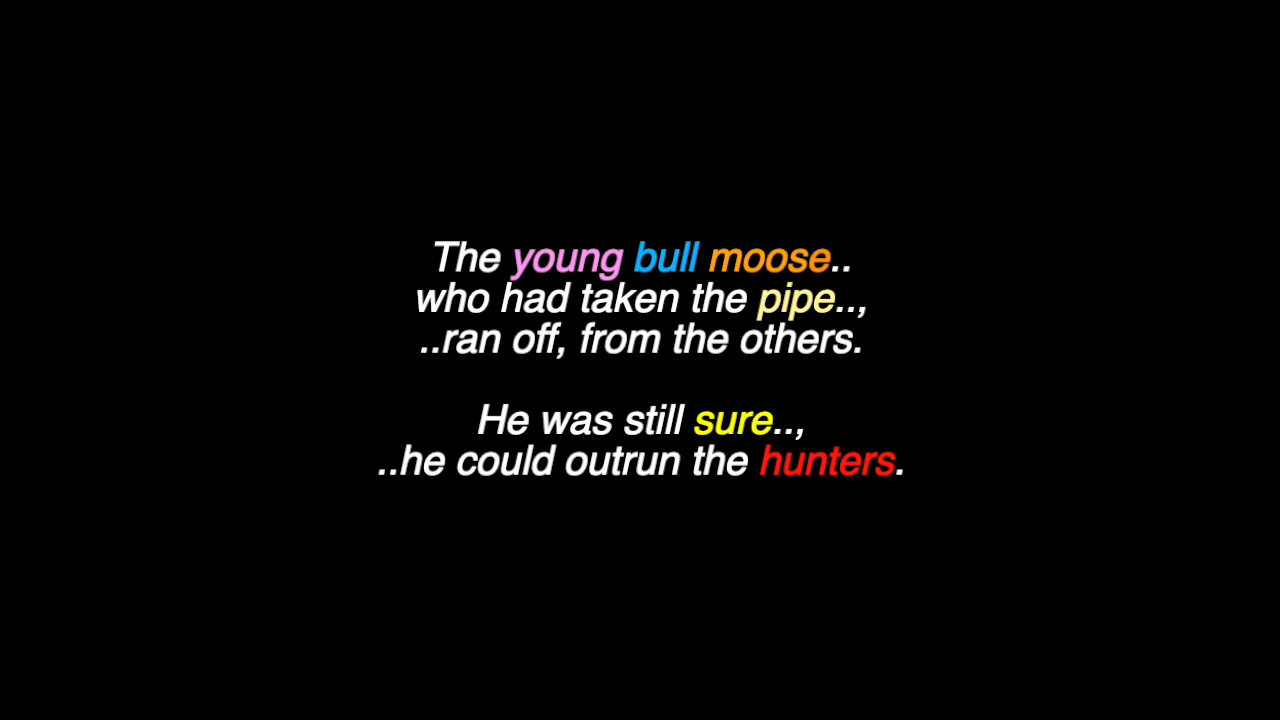 The young bull moose..
who had taken the pipe..,
..ran off, from the others.
He was still sure..,
..he could outrun the hunters.